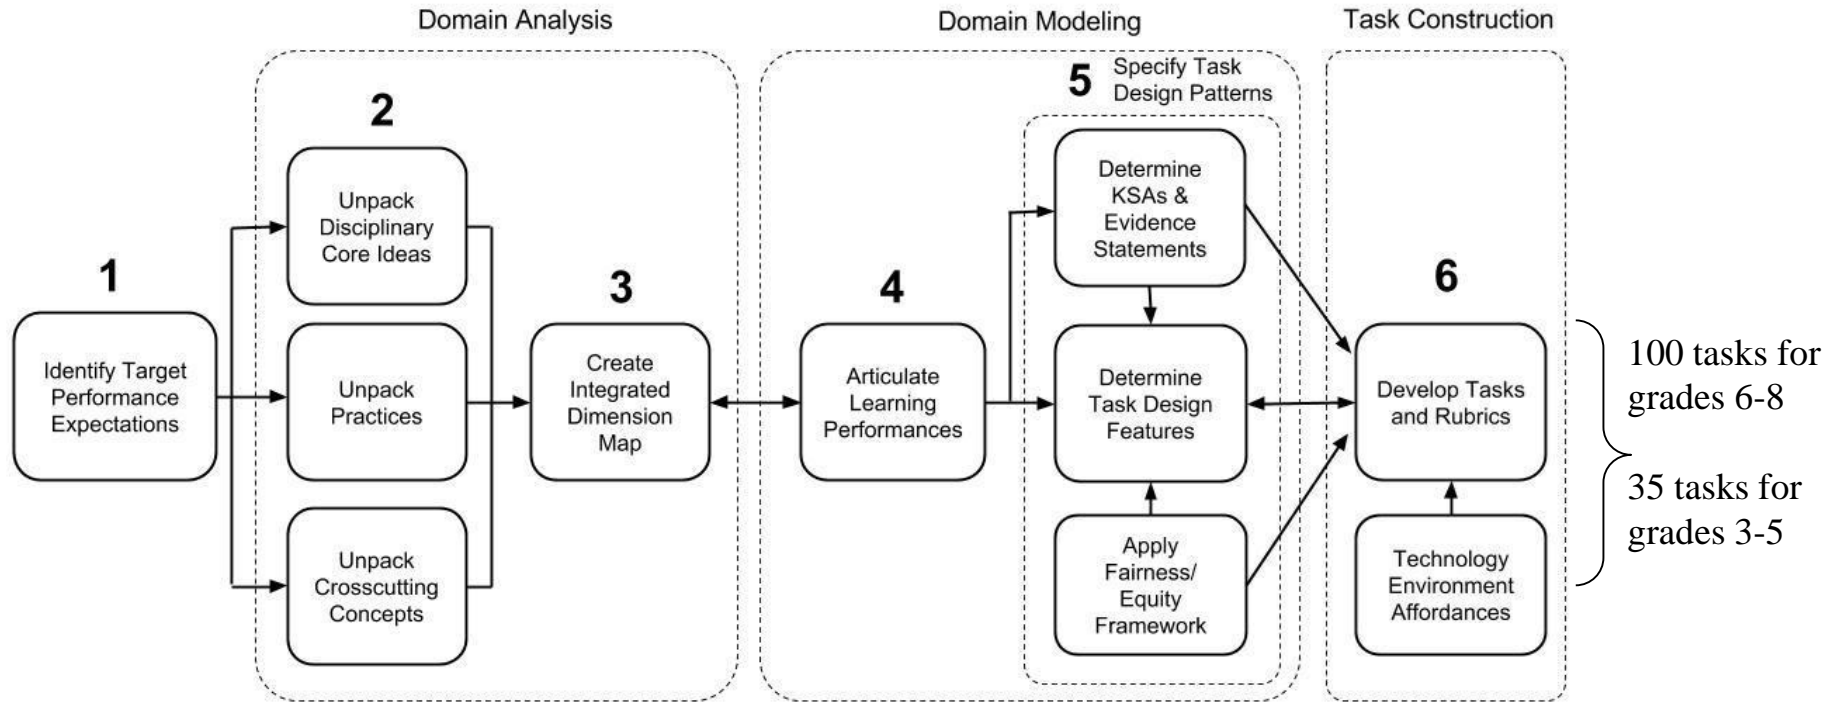 Domain Analysis
Domain Modeling
Task Construction
1
Identify Target
Performance
Expectations
2
Unpack
Disciplinary
Core Ideas
Unpack
Practices
Unpack
Crosscutting
Concepts
3
Create
Integrated
Dimension
Map
4
Articulate
Learning
Performances
5
Specify Task
Design Patterns
Determine
KSAs &
Evidence
Statements
Determine
Task Design
Features
Apply
Fairness/
Equity
Framework
6
Develop Tasks
and Rubrics
Technology
Environment
Affordances
100 tasks for
grades 6-8
35 tasks for
grades 3-5